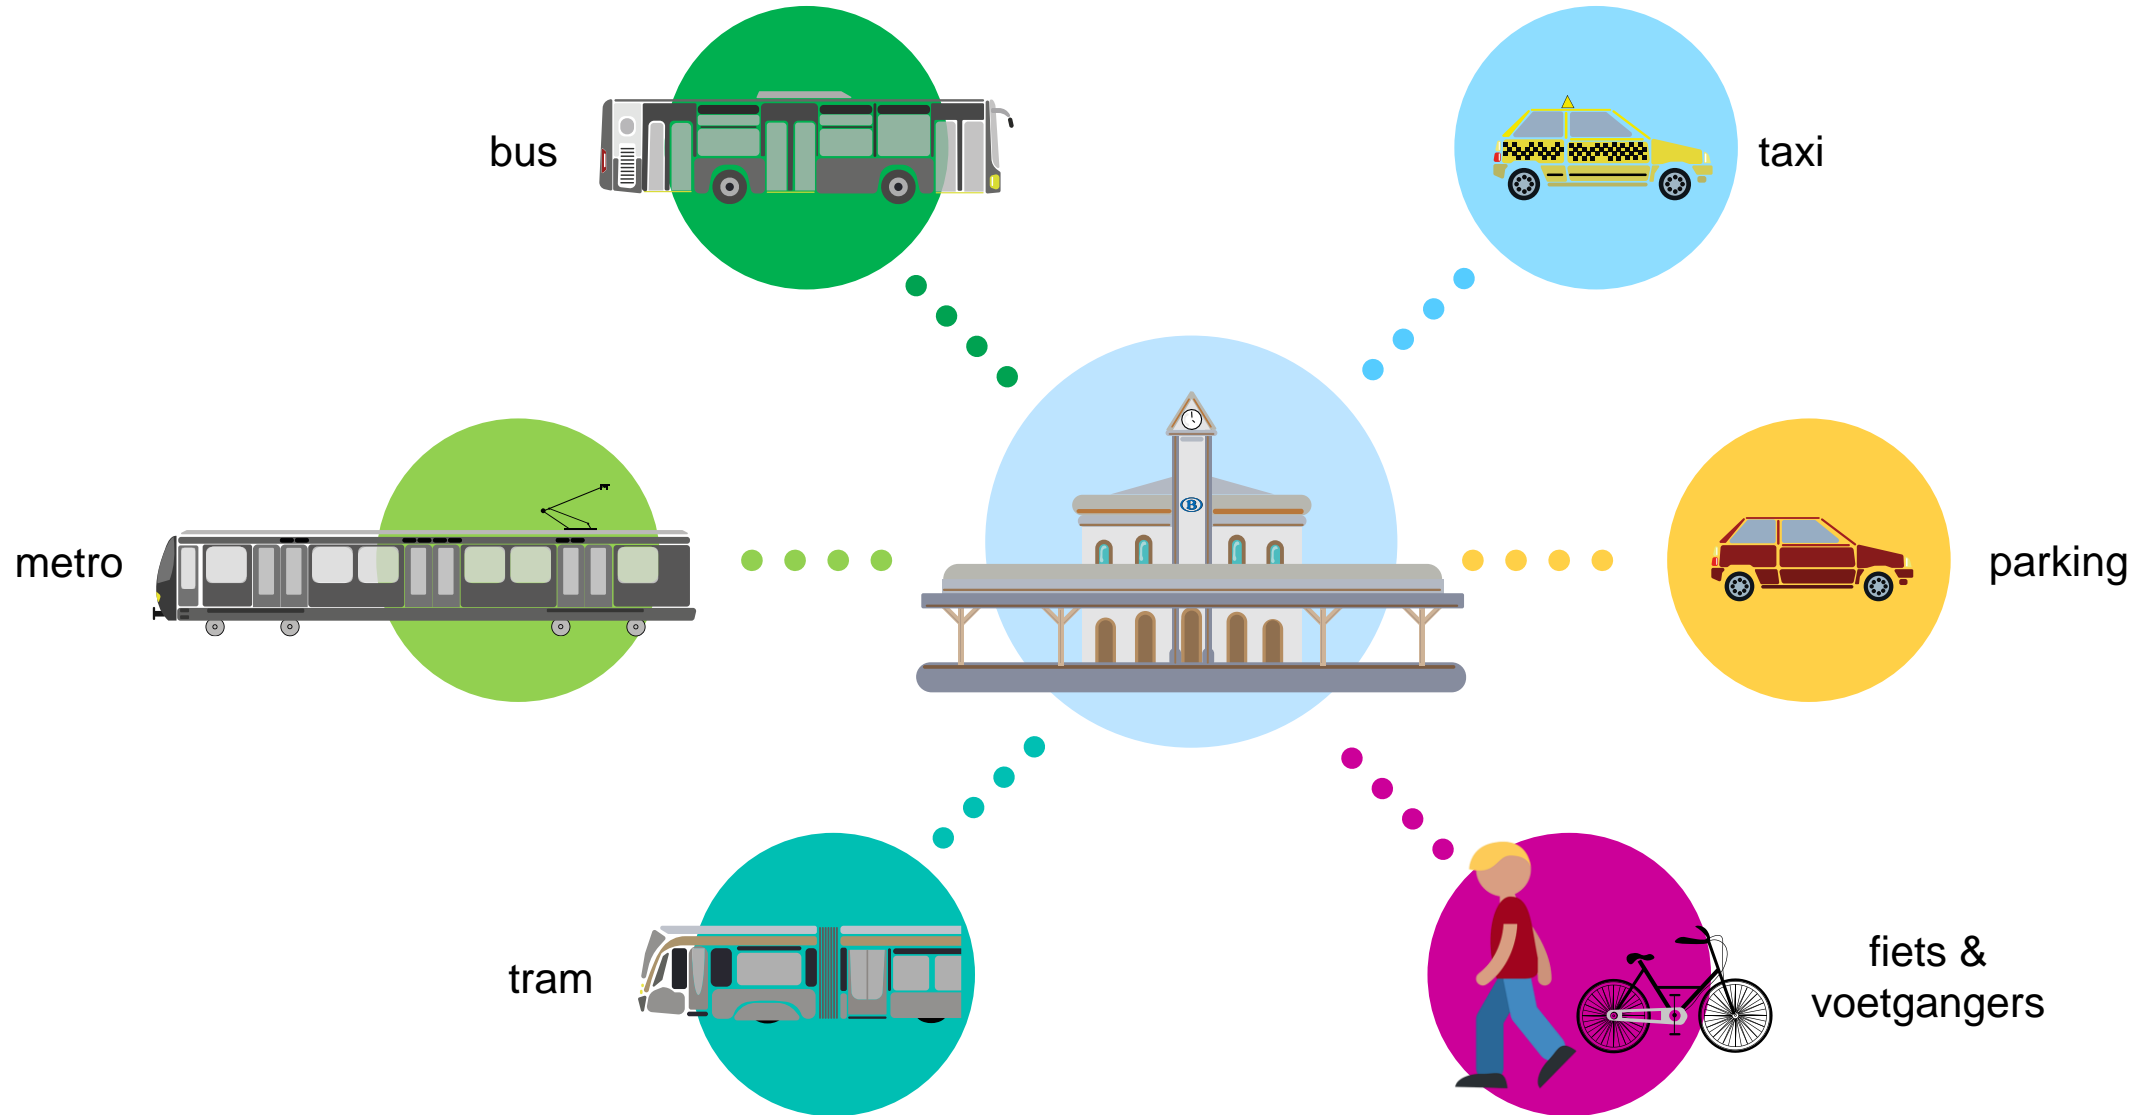 bus
taxi
B
metro
parking
tram
fiets &
voetgangers